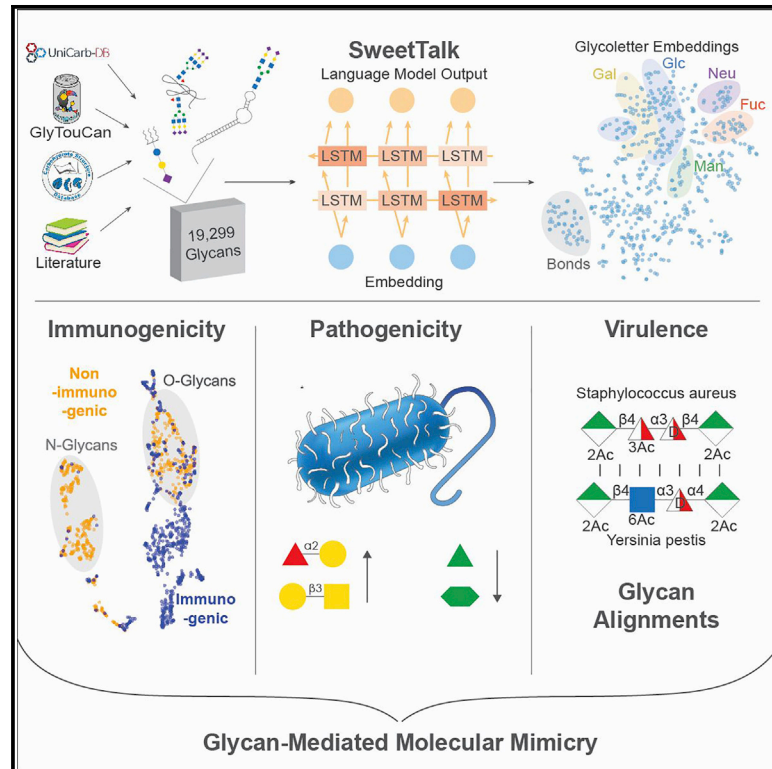 UniCarb-DB
GlyTouCan
Literature
19,299
Glycans
SweetTalk
Language Model Output
LSTM
LSTM
LSTM
LSTM
LSTM
LSTM
Embedding
Glycoletter Embeddings
Glc
Gal
Neu
Fuc
Man
Bonds
Immunogenicity
Non
-immuno
-genic
O-Glycans
N-Glycans
Immuno
-genic
Pathogenicity
α2
β3
Virulence
Staphylococcus aureus
β4 α3 β4
2Ac 3Ac 2Ac
β4 α3 α4
2Ac 6Ac 2Ac
Yersinia pestis
Glycan
Alignments
Glycan-Mediated Molecular Mimicry